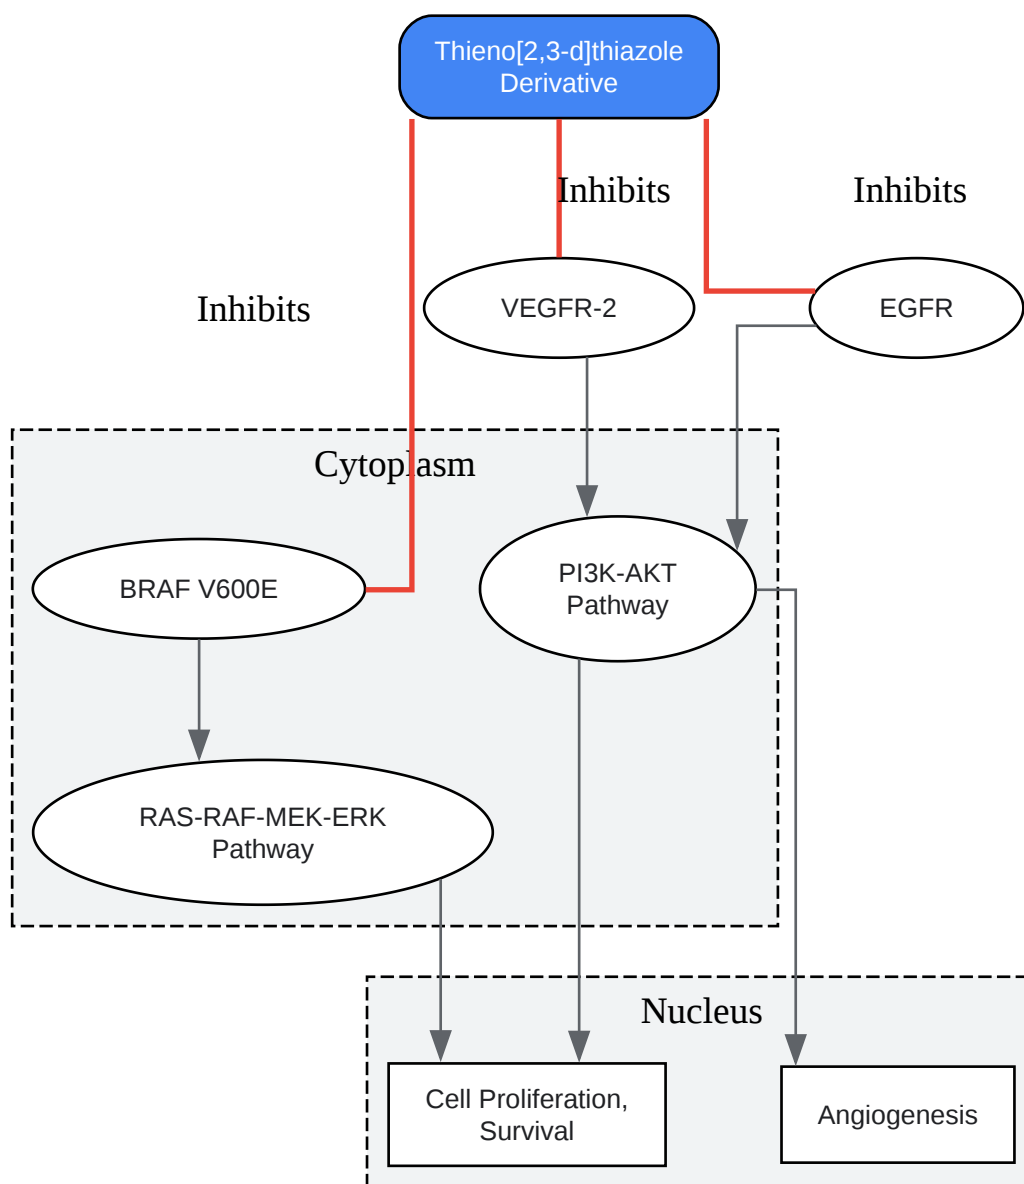 Thieno[2,3-d]thiazole
Derivative
Inhibits
Inhibits
Inhibits
VEGFR-2
EGFR
Cytoplasm
BRAF V600E
PI3K-AKT
Pathway
RAS-RAF-MEK-ERK
Pathway
Nucleus
Cell Proliferation,
Survival
Angiogenesis